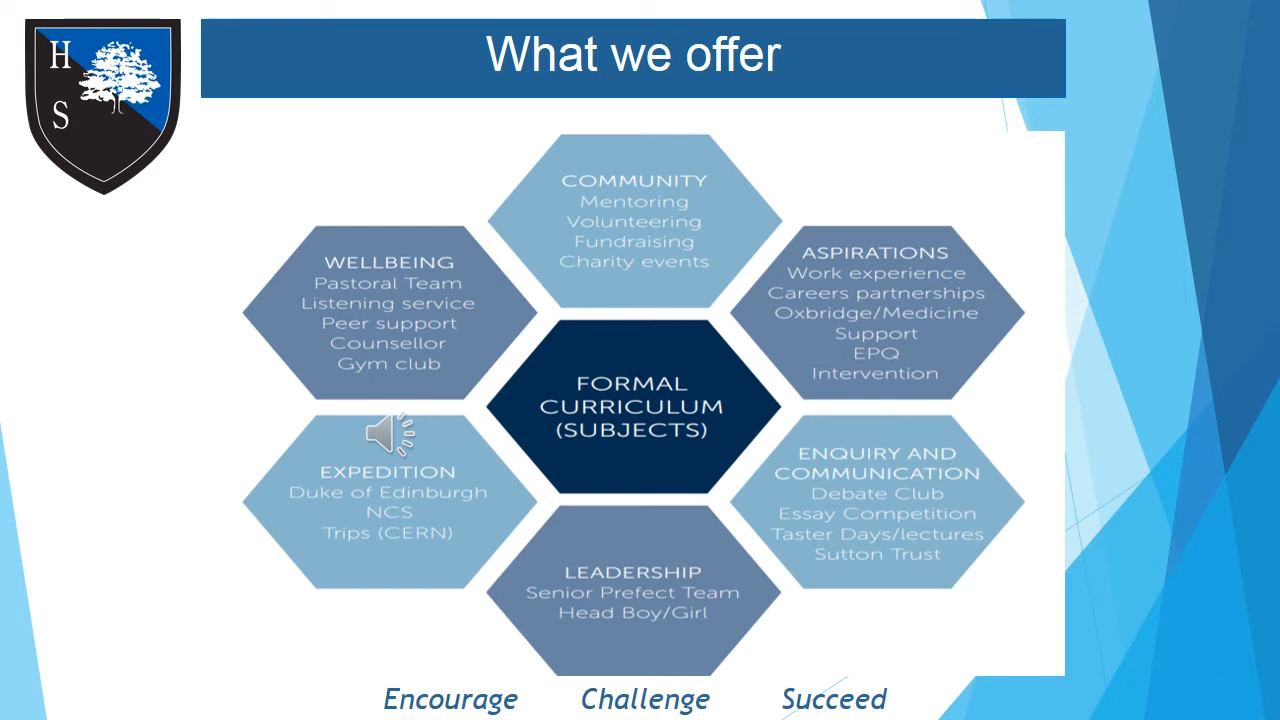 H
S
What we offer
COMMUNITY
Mentoring
Volunteering
Fundraising
Charity events
WELLBEING
Pastoral Team
Listening service
Peer support
Counsellor
Gym club
ASPIRATIONS
Work experience
Careers partnerships
Oxbridge/Medicine
Support
EPQ
Intervention
FORMAL
CURRICULUM
(SUBJECTS)
EXPEDITION
Duke of Edinburgh
NCS
Trips (CERN)
ENQUIRY AND
COMMUNICATION
Debate Club
Essay Competition
Taster Days/lectures
Sutton Trust
LEADERSHIP
Senior Prefect Team
Head Boy/Girl
Encourage Challenge Succeed